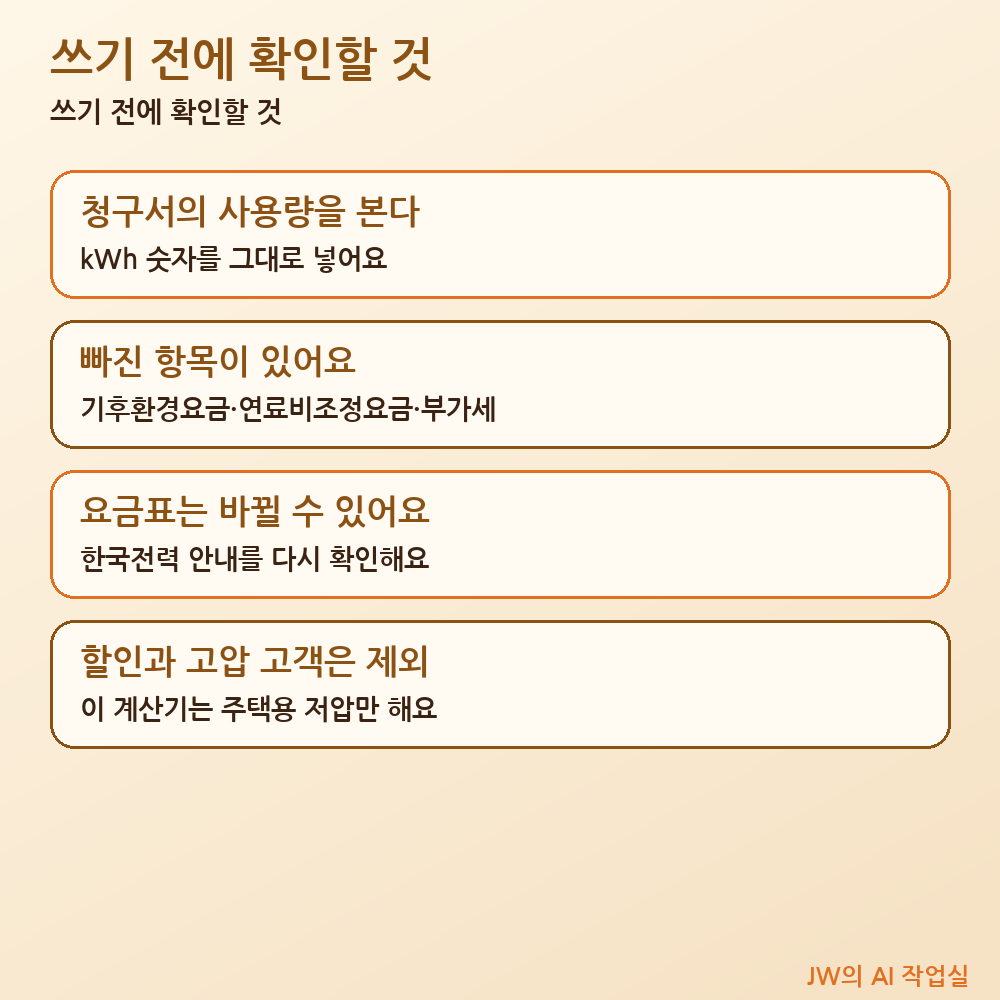 쓰기 전에 확인할 것
쓰기 전에 확인할 것
청구서의 사용량을 본다
kWh 숫자를 그대로 넣어요
빠진 항목이 있어요
기후환경요금·연료비조정요금·부가세
요금표는 바뀔 수 있어요
한국전력 안내를 다시 확인해요
할인과 고압 고객은 제외
이 계산기는 주택용 저압만 해요
JW의 AI 작업실